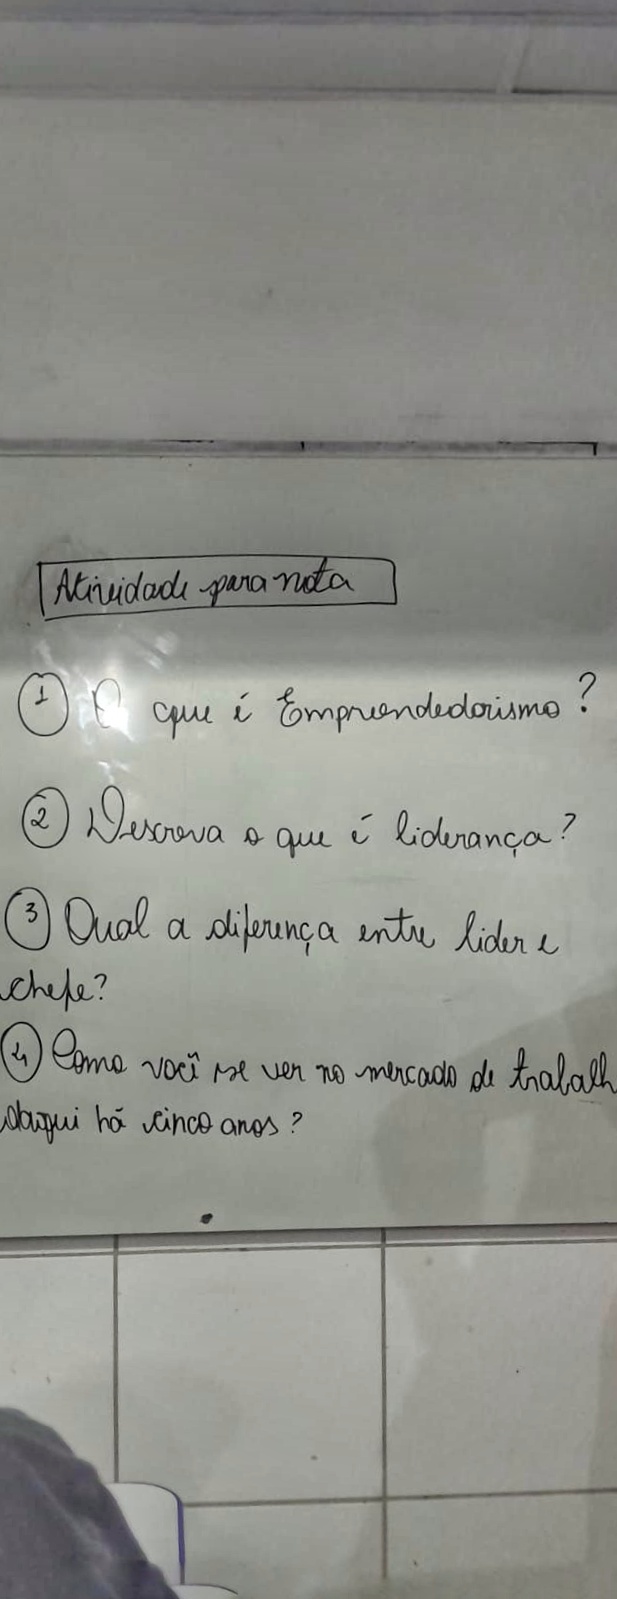 Atividade para nota
1 O que é Empreendedorismo?
2 Descreva o que é liderança?
3 Qual a diferença entre lider e
chefe?
4 Como você se ver no mercado de trabalh
daqui há cinco anos?